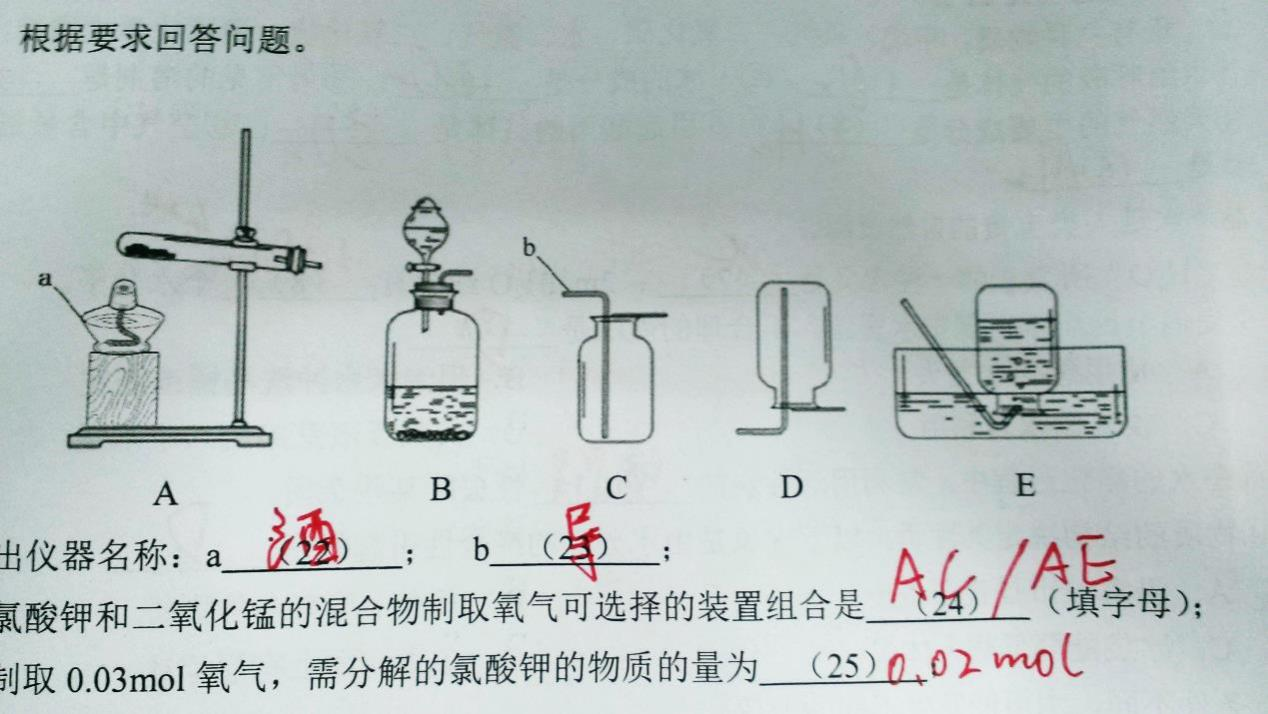 根据要求回答问题。
a
b
A B C D E
出仪器名称：a （22）酒 ； b （23）导 ；
氯酸钾和二氧化锰的混合物制取氧气可选择的装置组合是 （24） AC/AE （填字母）；
制取 0.03mol 氧气，需分解的氯酸钾的物质的量为 （25） 0.02mol